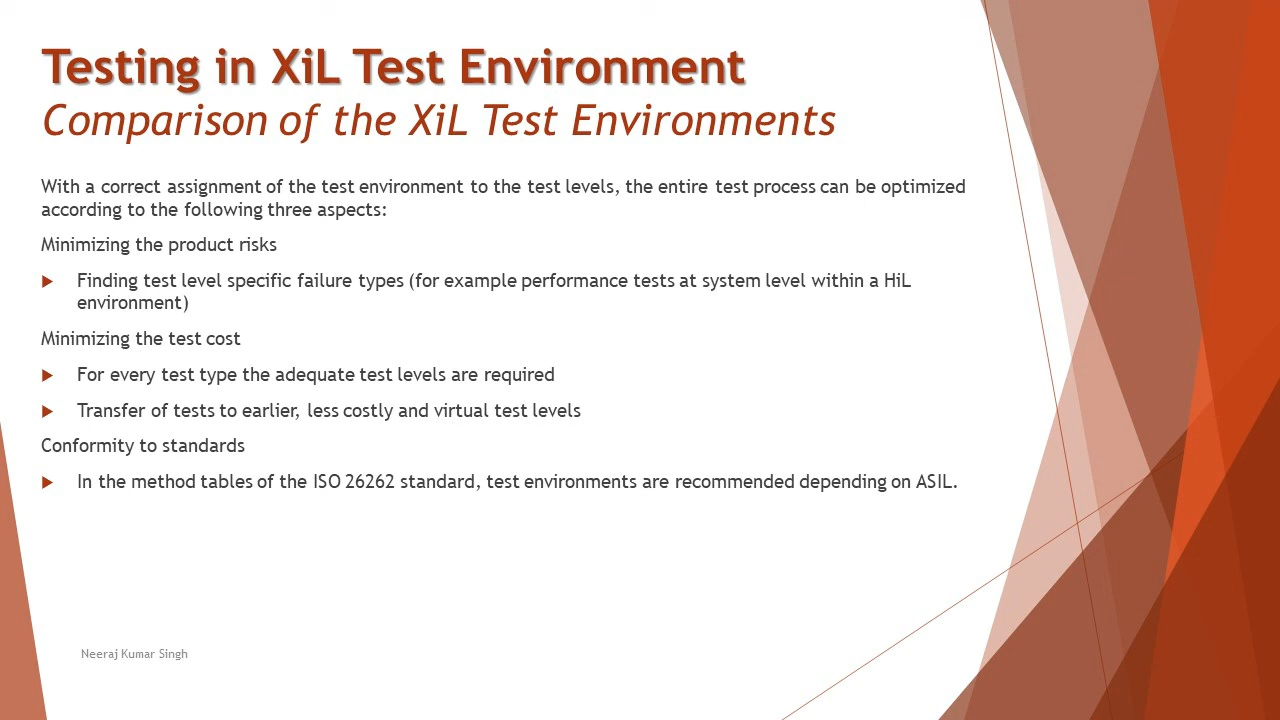 Testing in XiL Test Environment
Comparison of the XiL Test Environments
With a correct assignment of the test environment to the test levels, the entire test process can be optimized
according to the following three aspects:
Minimizing the product risks
Finding test level specific failure types (for example performance tests at system level within a HiL
environment)
Minimizing the test cost
For every test type the adequate test levels are required
Transfer of tests to earlier, less costly and virtual test levels
Conformity to standards
In the method tables of the ISO 26262 standard, test environments are recommended depending on ASIL.
Neeraj Kumar Singh